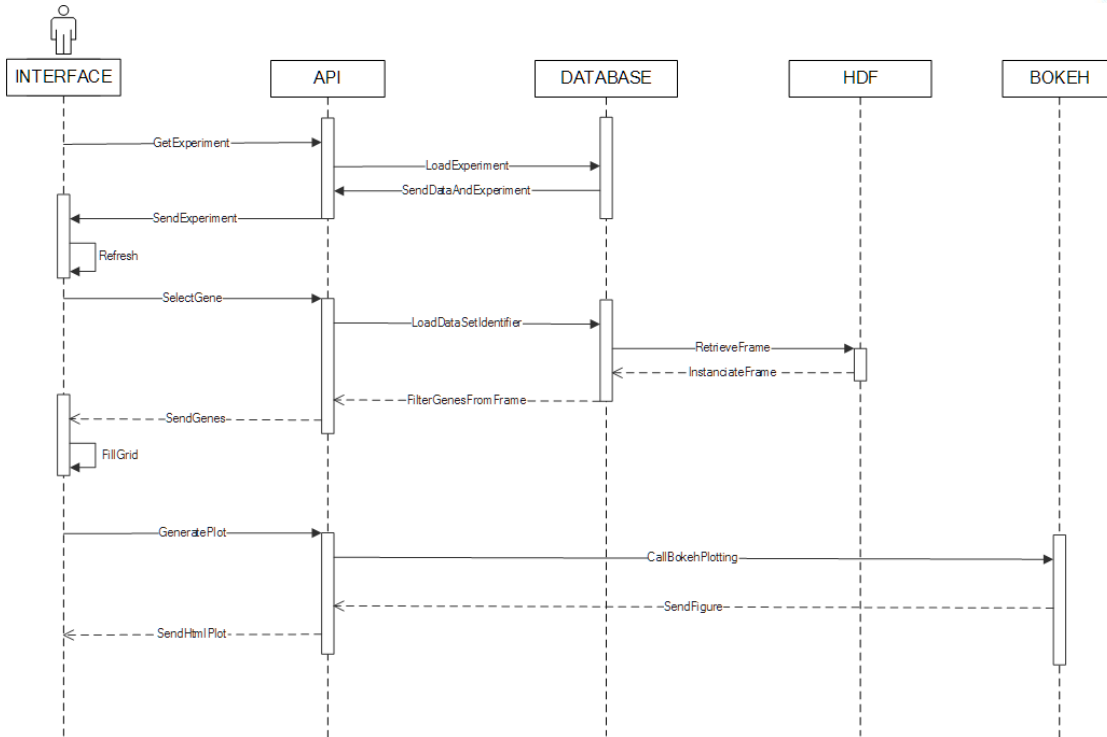 INTERFACE
API
DATABASE
HDF
BOKEH
GetExperiment
LoadExperiment
SendDataAndExperiment
SendExperiment
Refresh
SelectGene
LoadDataSetIdentifier
RetrieveFrame
InstanciateFrame
FilterGenesFromFrame
SendGenes
FillGrid
GeneratePlot
CallBokehPlotting
SendFigure
SendHtmlPlot